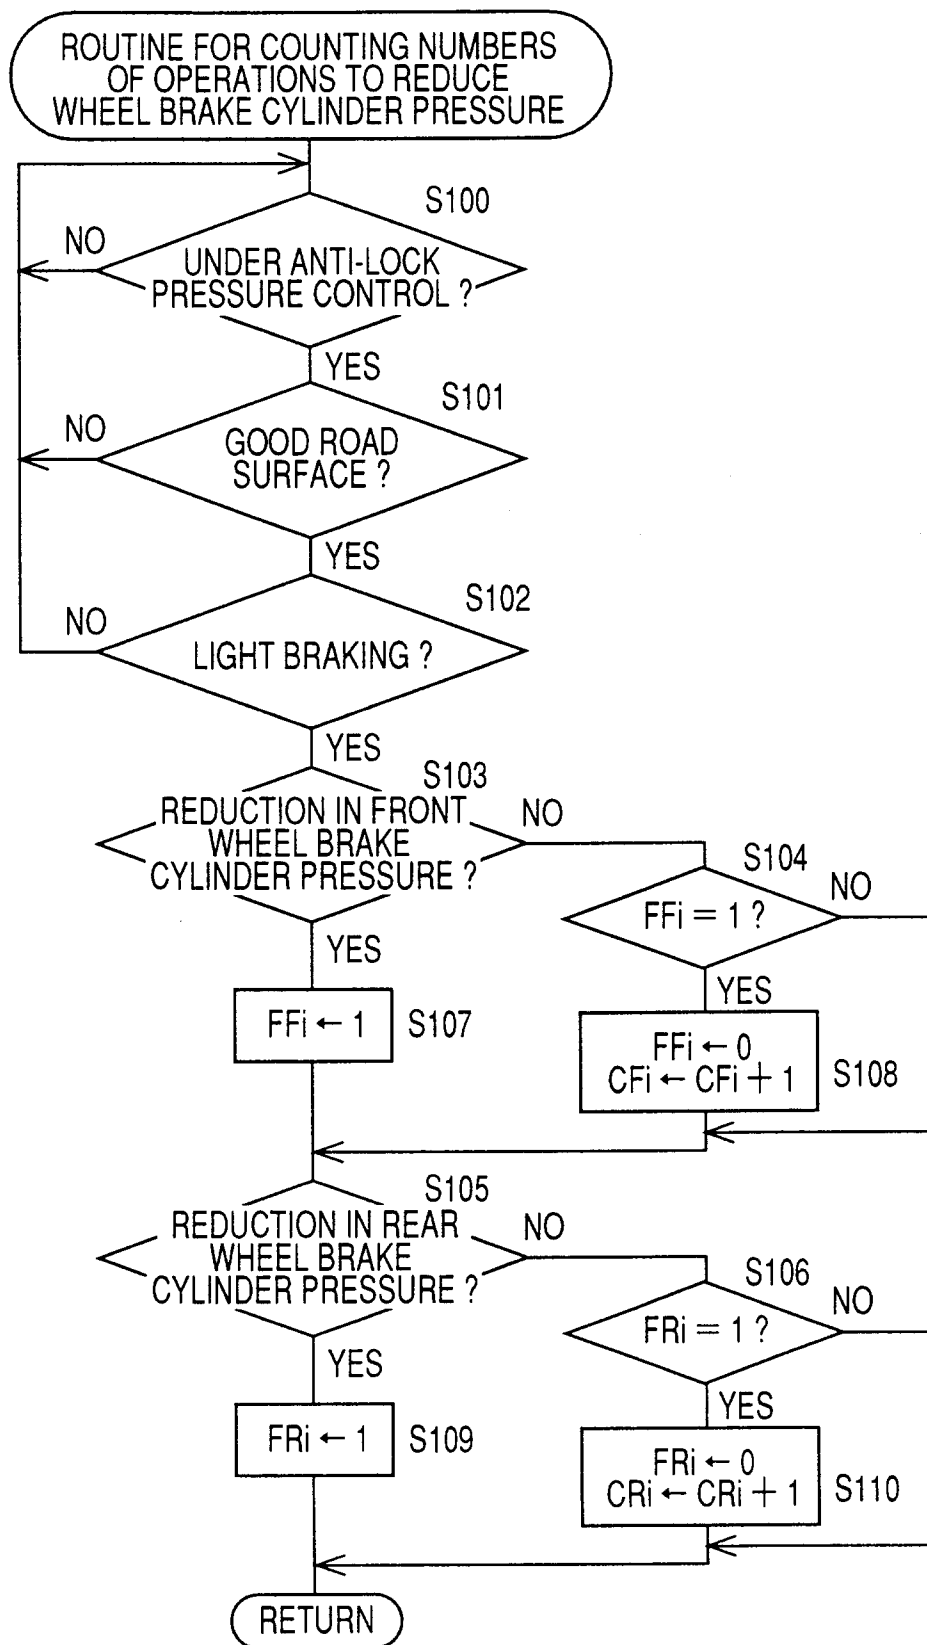 ROUTINE FOR COUNTING NUMBERS
OF OPERATIONS TO REDUCE
WHEEL BRAKE CYLINDER PRESSURE
S100
NO
UNDER ANTI-LOCK
PRESSURE CONTROL ?
YES
S101
NO
GOOD ROAD
SURFACE ?
YES
S102
NO
LIGHT BRAKING ?
YES
S103
REDUCTION IN FRONT
WHEEL BRAKE
CYLINDER PRESSURE ?
NO
S104
NO
FFi = 1 ?
YES
YES
FFi ← 1
S107
FFi ← 0
CFi ← CFi + 1
S108
S105
REDUCTION IN REAR
WHEEL BRAKE
CYLINDER PRESSURE ?
NO
S106
NO
FRi = 1 ?
YES
YES
FRi ← 1
S109
FRi ← 0
CRi ← CRi + 1
S110
RETURN